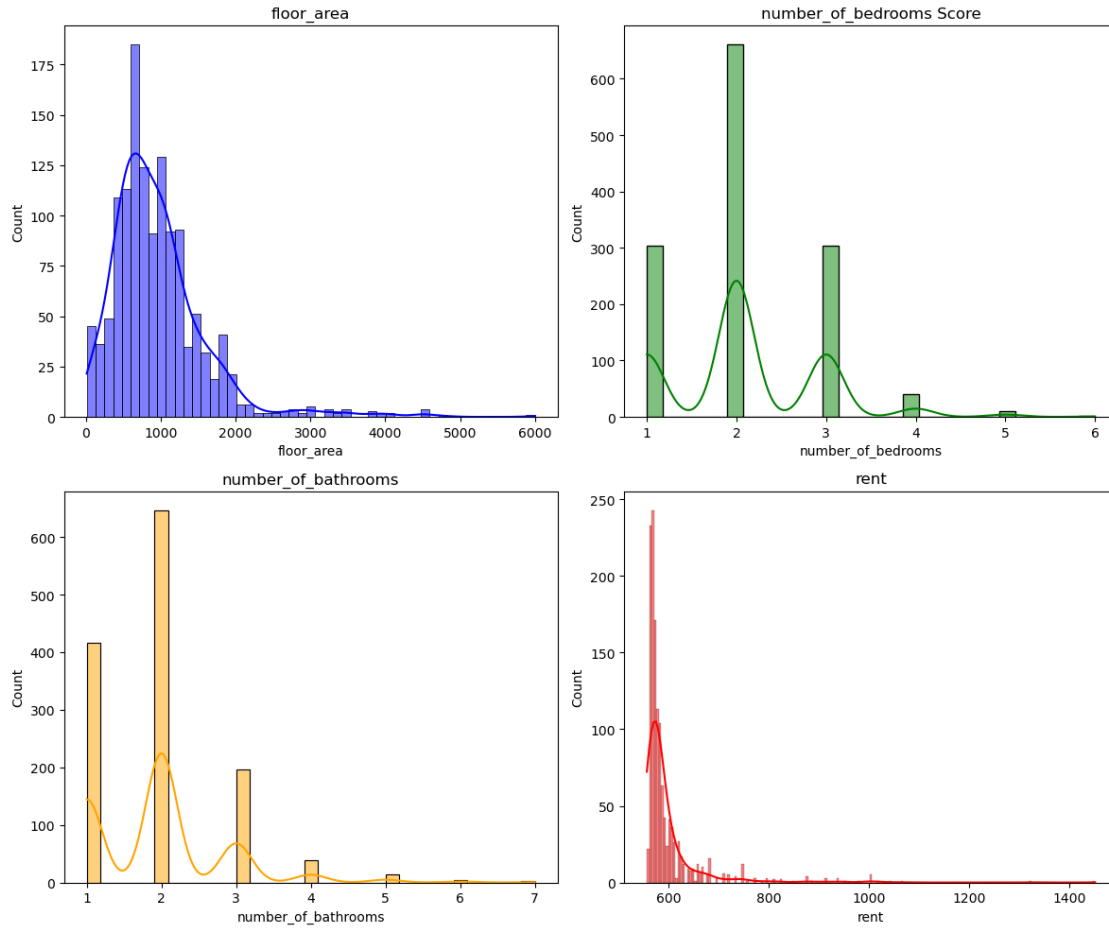 floor_area
Count
175
150
125
100
75
50
25
0
0 1000 2000 3000 4000 5000 6000
floor_area
number_of_bedrooms Score
Count
600
500
400
300
200
100
0
1 2 3 4 5 6
number_of_bedrooms
number_of_bathrooms
Count
600
500
400
300
200
100
0
1 2 3 4 5 6 7
number_of_bathrooms
rent
Count
250
200
150
100
50
0
600 800 1000 1200 1400
rent